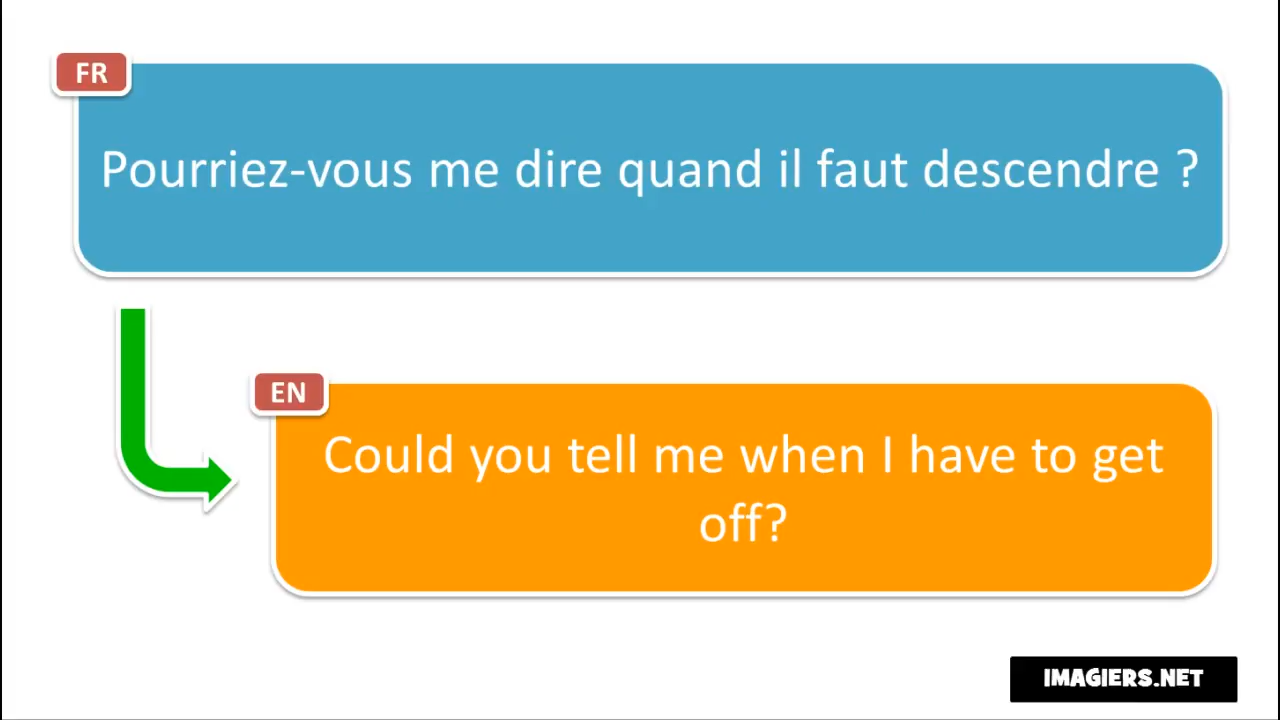 FR
Pourriez-vous me dire quand il faut descendre ?
EN
Could you tell me when I have to get
off?
IMAGIERS.NET